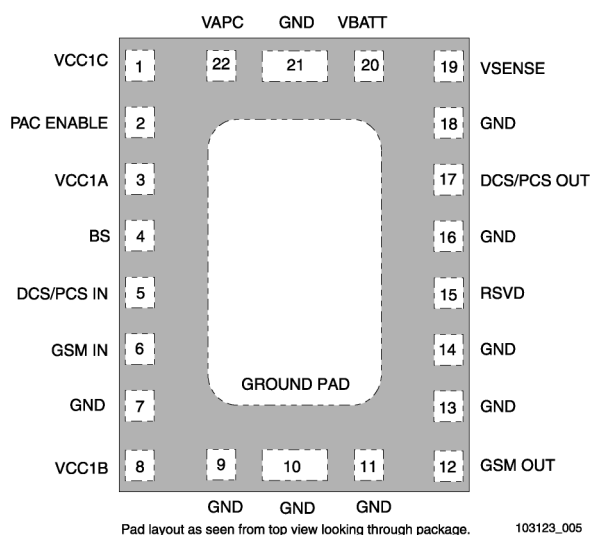 VAPC GND VBATT
VCC1C 1 22 21 20 19 VSENSE
PAC ENABLE 2 18 GND
VCC1A 3 17 DCS/PCS OUT
BS 4 16 GND
DCS/PCS IN 5 15 RSVD
GSM IN 6 14 GND
GROUND PAD
GND 7 13 GND
VCC1B 8 9 10 11 12 GSM OUT
GND GND GND
Pad layout as seen from top view looking through package. 103123_005